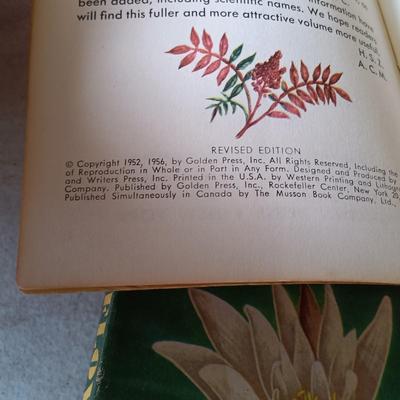 been added, including scientific names. We hope readers
will find this fuller and more attractive volume more useful.
H. S. Z.
A. C. M.
REVISED EDITION
© Copyright 1952, 1956, by Golden Press, Inc. All Rights Reserved, Including the
of Reproduction in Whole or in Part in Any Form. Designed and Produced by
and Writers Press, Inc. Printed in the U.S.A. by Western Printing and Lithogra
Company. Published by Golden Press, Inc., Rockefeller Center, New York 20,
Published Simultaneously in Canada by The Musson Book Company, Ltd.,